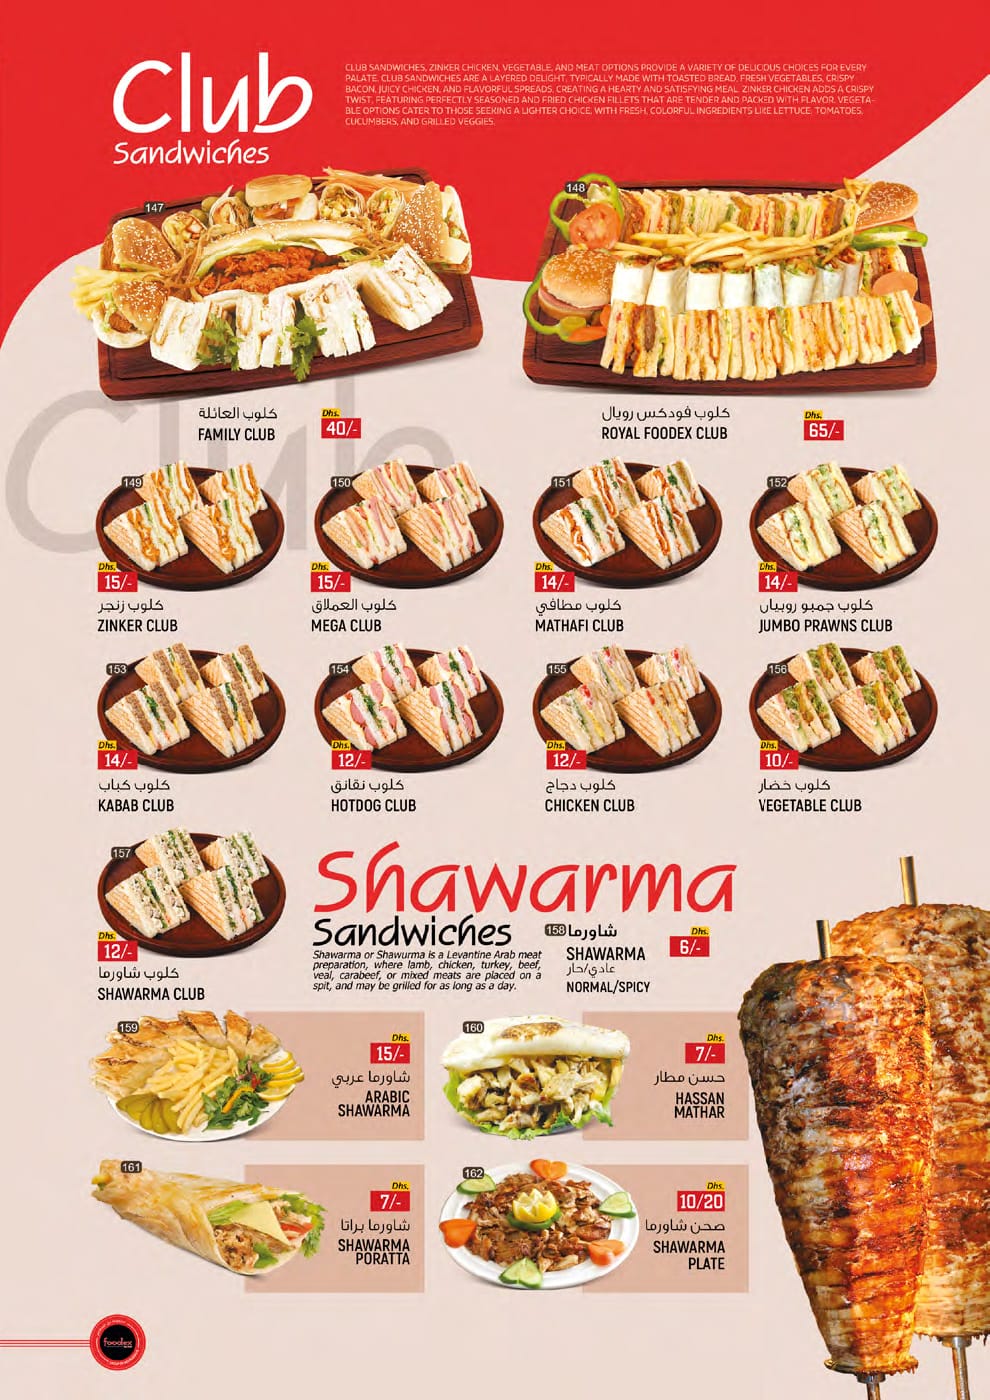 Club
Sandwiches
CLUB SANDWICHES, ZINKER CHICKEN, VEGETABLE, AND MEAT OPTIONS PROVIDE A VARIETY OF DELICIOUS CHOICES FOR EVERY
PALATE. CLUB SANDWICHES ARE A LAYERED DELIGHT, TYPICALLY MADE WITH TOASTED BREAD, FRESH VEGETABLES, CRISPY
BACON, JUICY CHICKEN, AND FLAVORFUL SPREADS, CREATING A HEARTY AND SATISFYING MEAL. ZINKER CHICKEN ADDS A CRISPY
TWIST, FEATURING PERFECTLY SEASONED AND FRIED CHICKEN FILLETS THAT ARE TENDER AND PACKED WITH FLAVOR. VEGETA-
BLE OPTIONS CATER TO THOSE SEEKING A LIGHTER CHOICE, WITH FRESH, COLORFUL INGREDIENTS LIKE LETTUCE, TOMATOES,
CUCUMBERS, AND GRILLED VEGGIES.
Club
147
كلوب العائلة
FAMILY CLUB
Dhs.
40/-
148
كلوب فودكس رويال
ROYAL FOODEX CLUB
Dhs.
65/-
149
Dhs.
15/-
كلوب زنجر
ZINKER CLUB
150
Dhs.
15/-
كلوب العملاق
MEGA CLUB
151
Dhs.
14/-
كلوب مطافي
MATHAFI CLUB
152
Dhs.
14/-
كلوب جمبو روبيان
JUMBO PRAWNS CLUB
153
Dhs.
14/-
كلوب كباب
KABAB CLUB
154
Dhs.
12/-
كلوب نقانق
HOTDOG CLUB
155
Dhs.
12/-
كلوب دجاج
CHICKEN CLUB
156
Dhs.
10/-
كلوب خضار
VEGETABLE CLUB
157
Dhs.
12/-
كلوب شاورما
SHAWARMA CLUB
Shawarma
Sandwiches
Shawarma or Shawurma is a Levantine Arab meat
preparation, where lamb, chicken, turkey, beef,
veal, carabeef, or mixed meats are placed on a
spit, and may be grilled for as long as a day.
158 شاورما
SHAWARMA
عادي/حار
NORMAL/SPICY
Dhs.
6/-
159
Dhs.
15/-
شاورما عربي
ARABIC
SHAWARMA
160
Dhs.
7/-
حسن مطار
HASSAN
MATHAR
161
Dhs.
7/-
شاورما براتا
SHAWARMA
PORATTA
162
Dhs.
10/20
صحن شاورما
SHAWARMA
PLATE
foodex